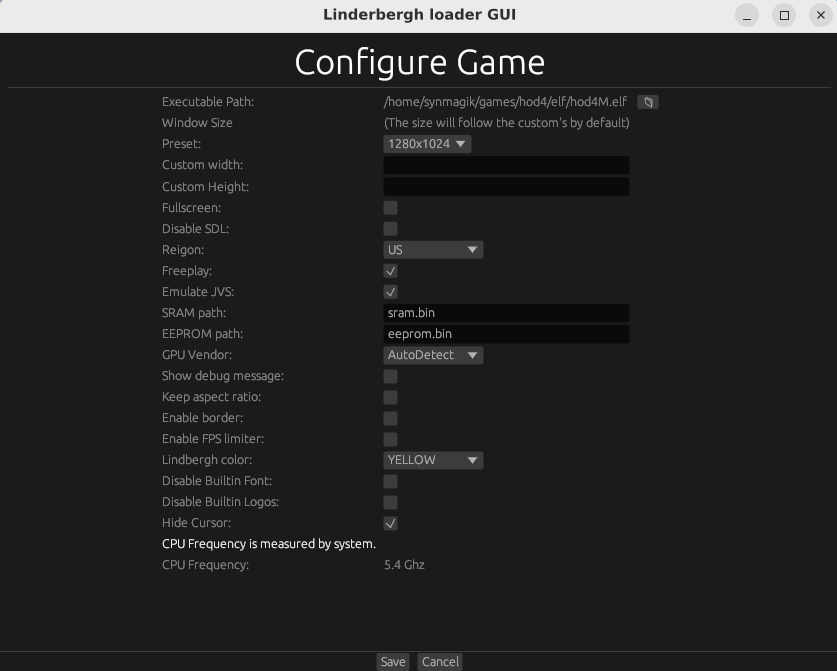 Linderbergh loader GUI
Configure Game
Executable Path: /home/synmagik/games/hod4/elf/hod4M.elf
Window Size (The size will follow the custom's by default)
Preset: 1280x1024
Custom width:
Custom Height:
Fullscreen:
Disable SDL:
Reigon: US
Freeplay:
Emulate JVS:
SRAM path: sram.bin
EEPROM path: eeprom.bin
GPU Vendor: AutoDetect
Show debug message:
Keep aspect ratio:
Enable border:
Enable FPS limiter:
Lindbergh color: YELLOW
Disable Builtin Font:
Disable Builtin Logos:
Hide Cursor:
CPU Frequency is measured by system.
CPU Frequency: 5.4 Ghz
Save Cancel